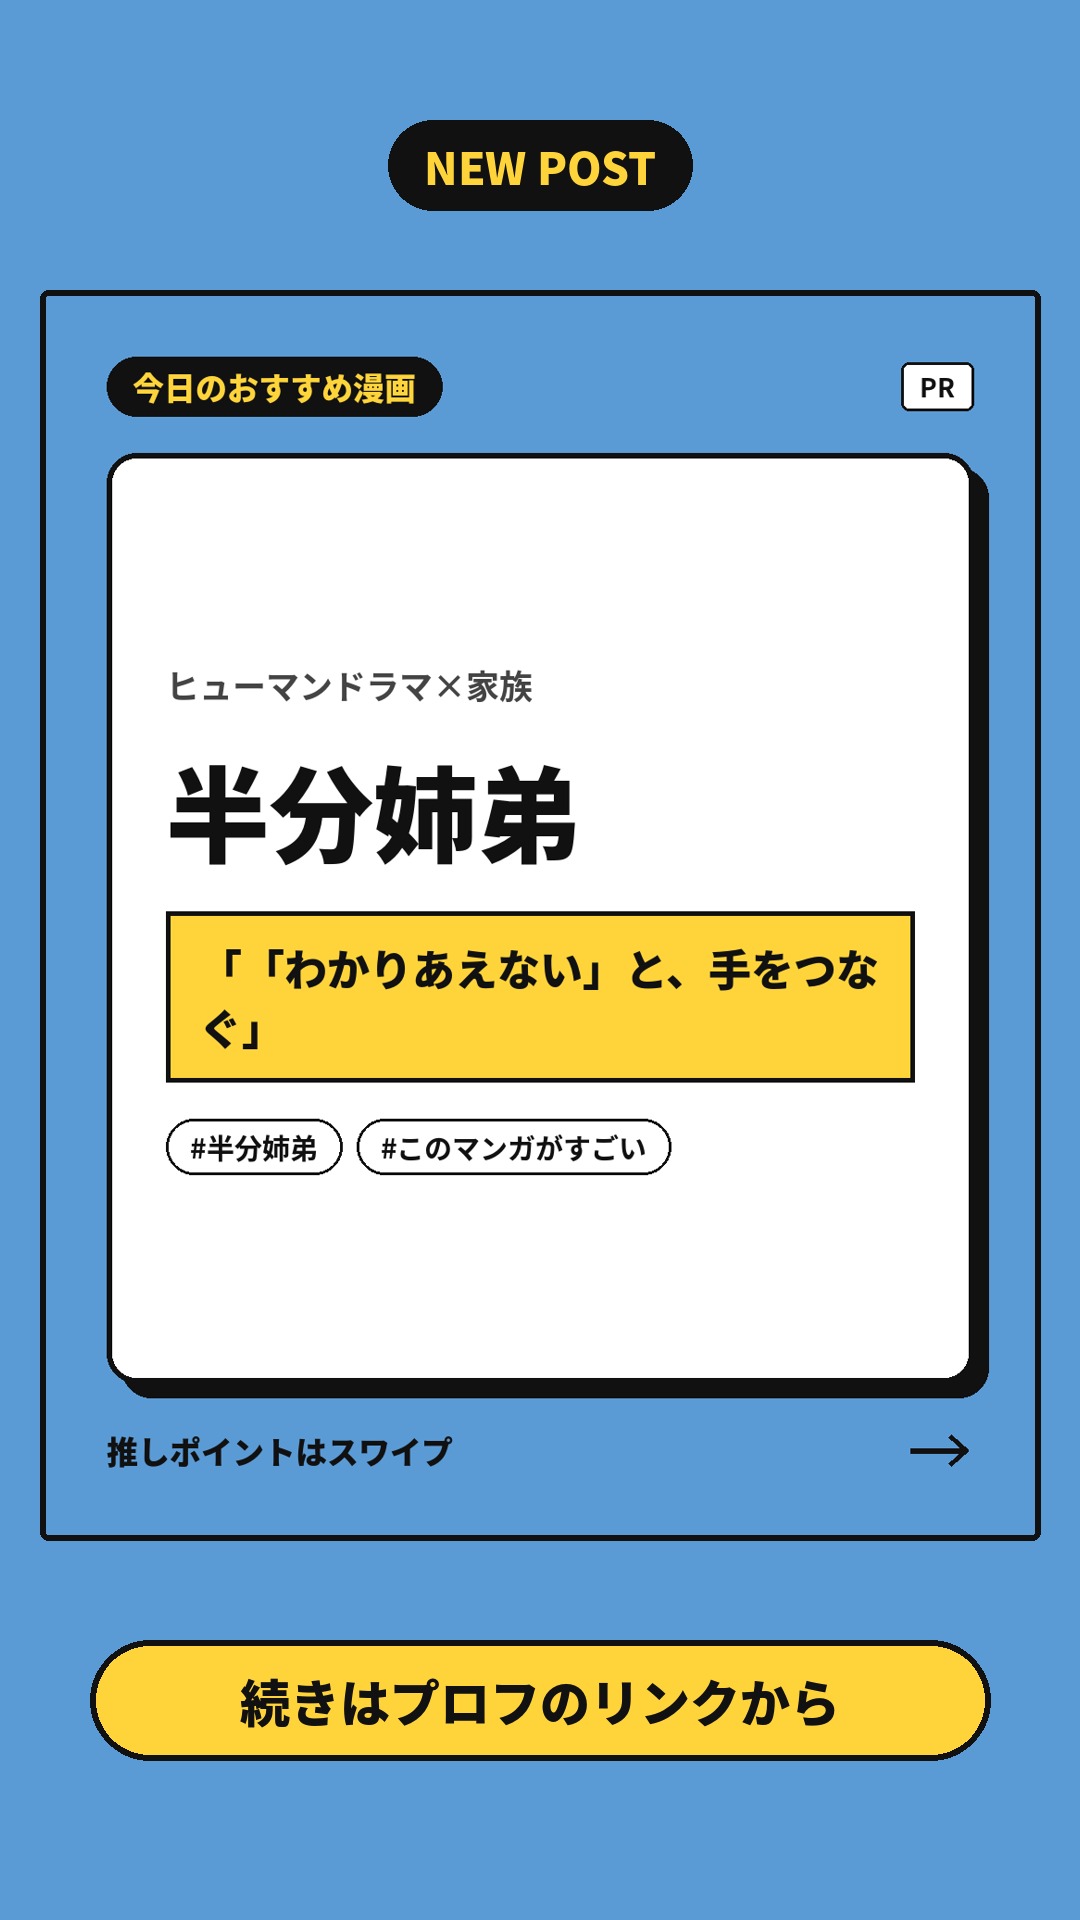 NEW POST
今日のおすすめ漫画
PR
ヒューマンドラマ×家族
半分姉弟
「「わかりあえない」と、手をつな
ぐ」
#半分姉弟 #このマンガがすごい
推しポイントはスワイプ →
続きはプロフのリンクから